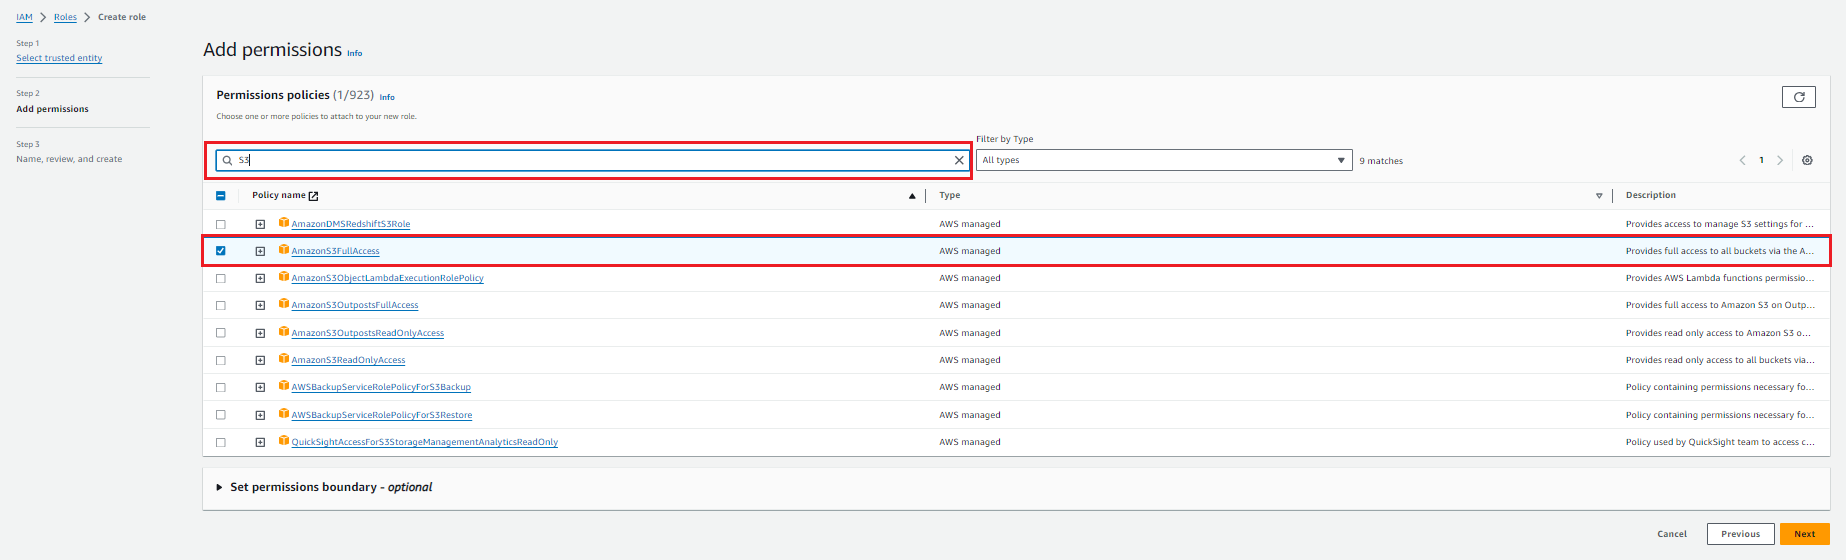 IAM > Roles > Create role
Step 1
Select trusted entity
Step 2
Add permissions
Step 3
Name, review, and create
Add permissions Info
Permissions policies (1/923) Info
Choose one or more policies to attach to your new role.
Filter by Type
S3
All types
9 matches
1
Policy name
Type
Description
AmazonDMSRedshiftS3Role AWS managed Provides access to manage S3 settings for ...
AmazonS3FullAccess AWS managed Provides full access to all buckets via the A...
AmazonS3ObjectLambdaExecutionRolePolicy AWS managed Provides AWS Lambda functions permissio...
AmazonS3OutpostsFullAccess AWS managed Provides full access to Amazon S3 on Outp...
AmazonS3OutpostsReadOnlyAccess AWS managed Provides read only access to Amazon S3 o...
AmazonS3ReadOnlyAccess AWS managed Provides read only access to all buckets via...
AWSBackupServiceRolePolicyForS3Backup AWS managed Policy containing permissions necessary fo...
AWSBackupServiceRolePolicyForS3Restore AWS managed Policy containing permissions necessary fo...
QuickSightAccessForS3StorageManagementAnalyticsReadOnly AWS managed Policy used by QuickSight team to access c...
Set permissions boundary - optional
Cancel
Previous
Next